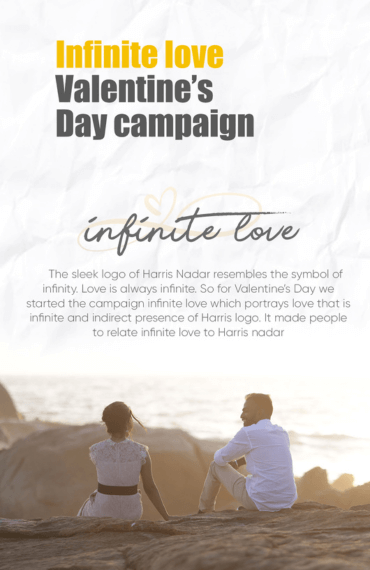 Infinite love
Valentine's
Day campaign
infinite love
The sleek logo of Harris Nadar resembles the symbol of
infinity. Love is always infinite. So for Valentine's Day we
started the campaign infinite love which portrays love that is
infinite and indirect presence of Harris logo. It made people
to relate infinite love to Harris nadar